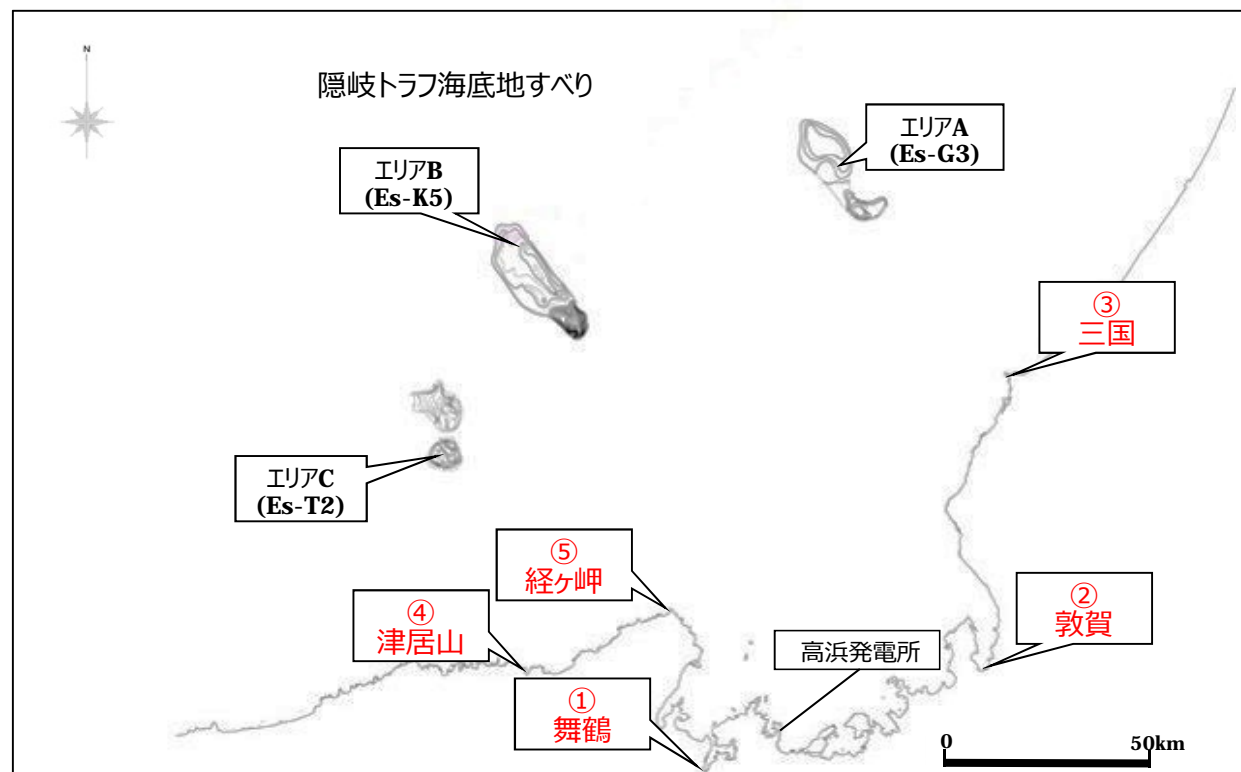 N
隠岐トラフ海底地すべり
エリアA
(Es-G3)
エリアB
(Es-K5)
③
三国
エリアC
(Es-T2)
⑤
経ヶ岬
④
津居山
②
敦賀
高浜発電所
①
舞鶴
0 50km